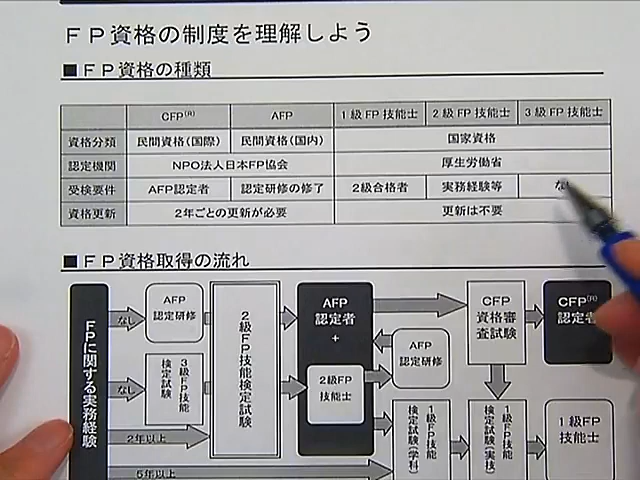 FP資格の制度を理解しよう
■FP資格の種類
CFP(R) AFP 1級FP技能士 2級FP技能士 3級FP技能士
資格分類 民間資格(国際) 民間資格(国内) 国家資格
認定機関 NPO法人日本FP協会 厚生労働省
受検要件 AFP認定者 認定研修の修了 2級合格者 実務経験等 なし
資格更新 2年ごとの更新が必要 更新は不要
■FP資格取得の流れ
FPに関する実務経験
なし
AFP
認定研修
なし
3級FP技能
検定試験
2年以上
5年以上
2級FP技能検定試験
AFP
認定者
+
2級FP
技能士
AFP
認定研修
CFP
資格審
査試験
CFP(R)
認定者
1級FP技能
検定試験(学科)
1級FP技能
検定試験(実技)
1級FP
技能士